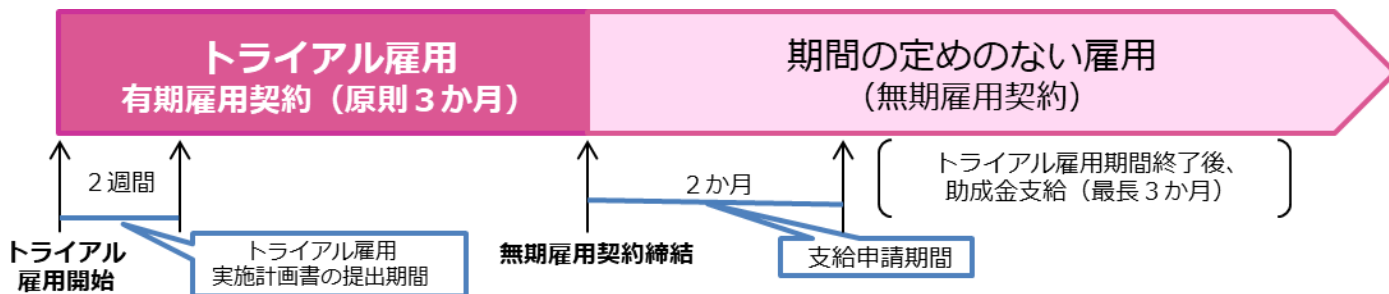 トライアル雇用
有期雇用契約（原則３か月）
期間の定めのない雇用
（無期雇用契約）
２週間
２か月
トライアル雇用期間終了後、
助成金支給（最長３か月）
トライアル
雇用開始
トライアル雇用
実施計画書の提出期間
無期雇用契約締結
支給申請期間